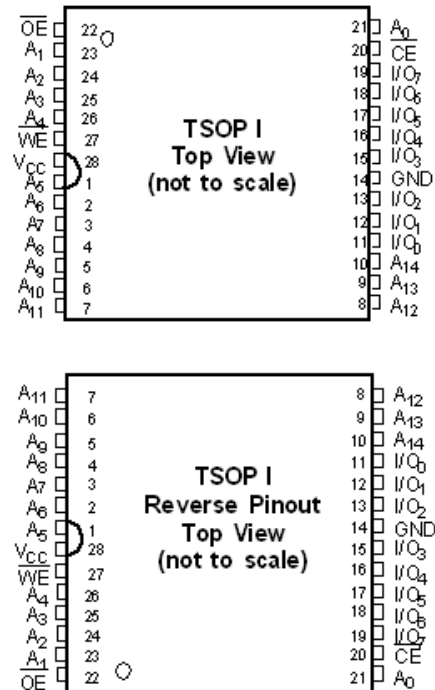 OE 22 21 A0
A1 23 20 CE
A2 24 19 I/O7
A3 25 18 I/O6
A4 26 17 I/O5
WE 27 16 I/O4
VCC 28 15 I/O3
A5 1 14 GND
A6 2 13 I/O2
A7 3 12 I/O1
A8 4 11 I/O0
A9 5 10 A14
A10 6 9 A13
A11 7 8 A12
TSOP I
Top View
(not to scale)
A11 7 8 A12
A10 6 9 A13
A9 5 10 A14
A8 4 11 I/O0
A7 3 12 I/O1
A6 2 13 I/O2
A5 1 14 GND
VCC 28 15 I/O3
WE 27 16 I/O4
A4 26 17 I/O5
A3 25 18 I/O6
A2 24 19 I/O7
A1 23 20 CE
OE 22 21 A0
TSOP I
Reverse Pinout
Top View
(not to scale)